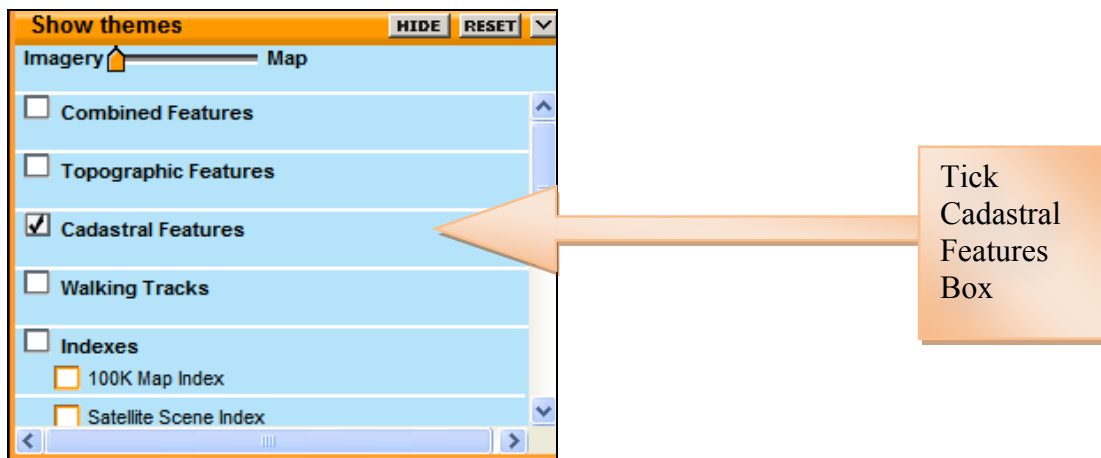 Show themes HIDE RESET
Imagery Map
Combined Features
Topographic Features
Cadastral Features
Walking Tracks
Indexes
100K Map Index
Satellite Scene Index
Tick
Cadastral
Features
Box